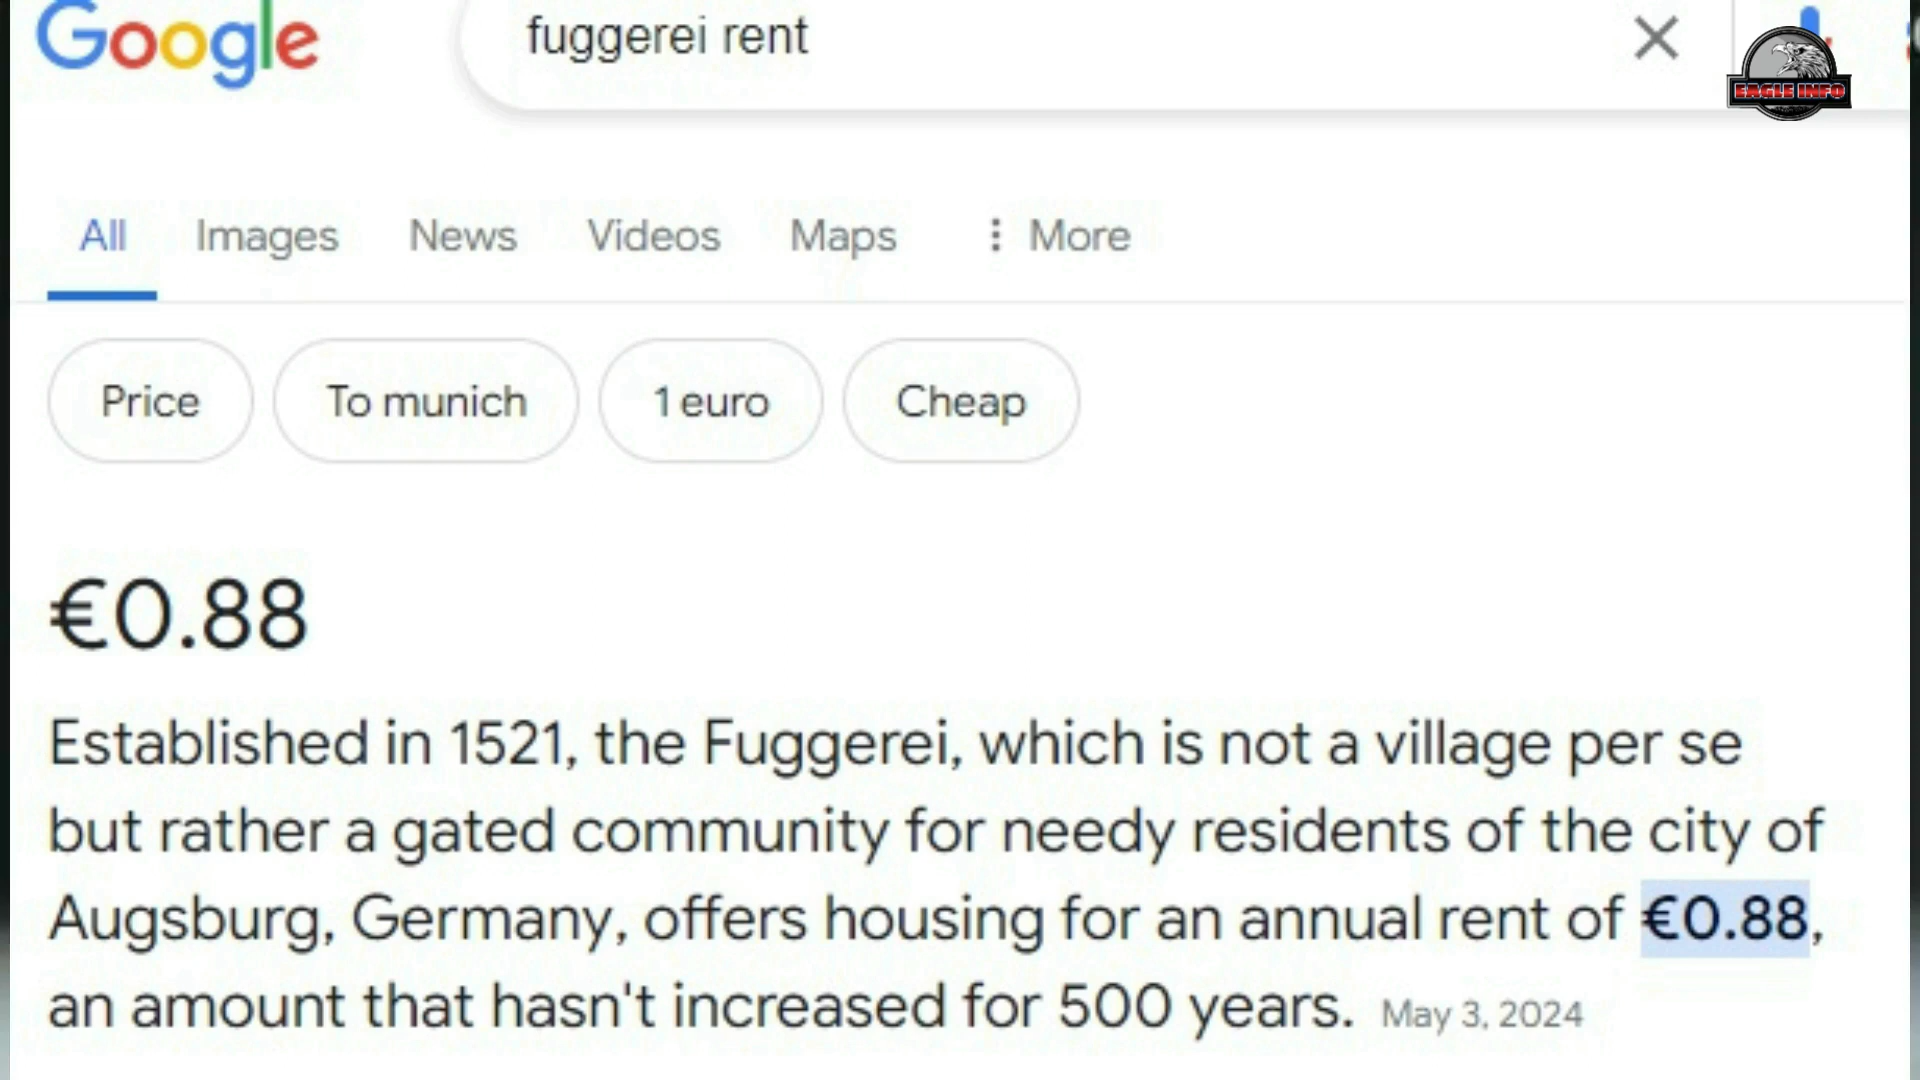 Google
fuggerei rent
EAGLE INFO
All Images News Videos Maps More
Price To munich 1 euro Cheap
€0.88
Established in 1521, the Fuggerei, which is not a village per se
but rather a gated community for needy residents of the city of
Augsburg, Germany, offers housing for an annual rent of €0.88,
an amount that hasn't increased for 500 years. May 3, 2024